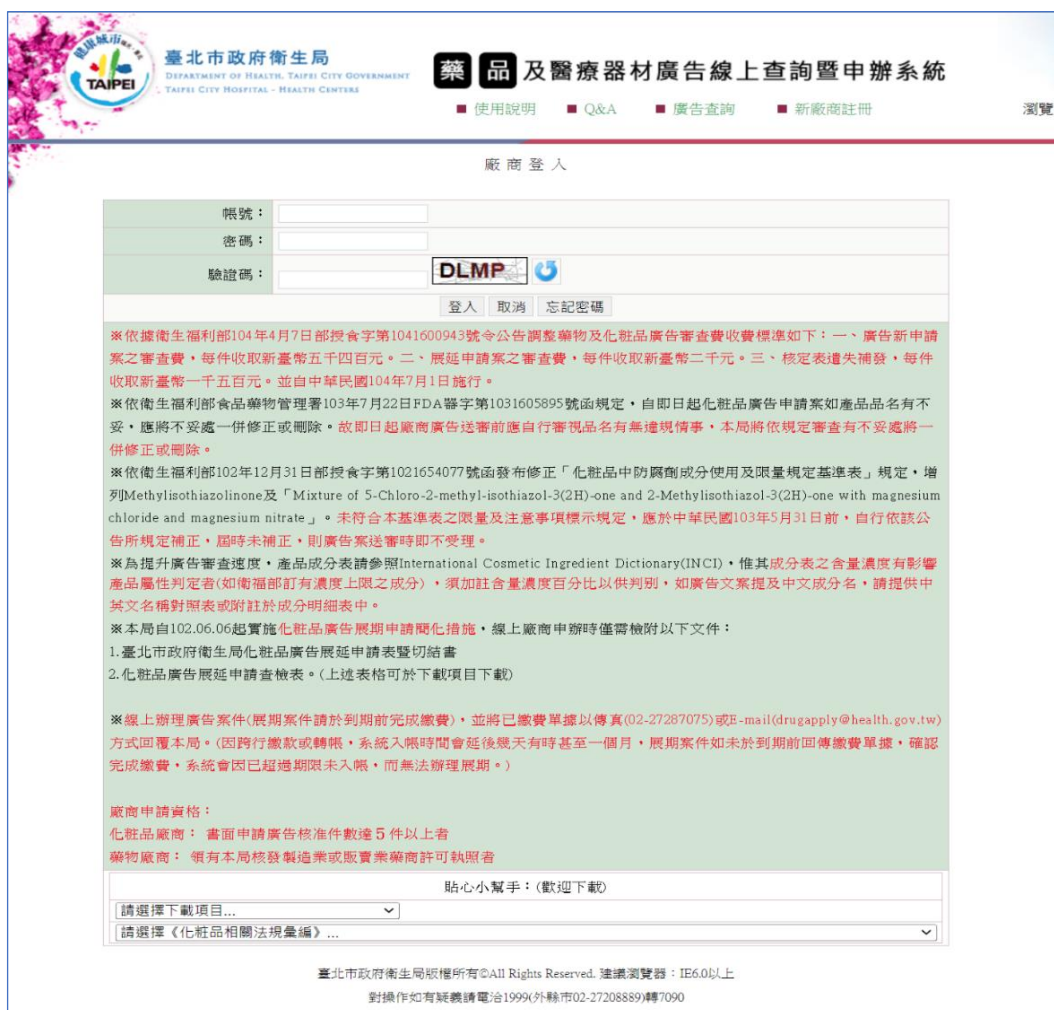 健康城市
TAIPEI
臺北市政府衛生局
DEPARTMENT OF HEALTH, TAIPEI CITY GOVERNMENT
TAIPEI CITY HOSPITAL - HEALTH CENTERS
藥品及醫療器材廣告線上查詢暨申辦系統
■ 使用說明 ■ Q&A ■ 廣告查詢 ■ 新廠商註冊 瀏覽
廠商登入
帳號：
密碼：
驗證碼： DLMP
登入 取消 忘記密碼
※依據衛生福利部104年4月7日部授食字第1041600943號令公告調整藥物及化粧品廣告審查費收費標準如下：一、廣告新申請
案之審查費，每件收取新臺幣五千四百元。二、展延申請案之審查費，每件收取新臺幣二千元。三、核定表遺失補發，每件
收取新臺幣一千五百元。並自中華民國104年7月1日施行。
※依衛生福利部食品藥物管理署103年7月22日FDA器字第1031605895號函規定，自即日起化粧品廣告申請案如產品品名有不
妥，應將不妥處一併修正或刪除。故即日起廠商廣告送審前應自行審視品名有無違規情事，本局將依規定審查有不妥處將一
併修正或刪除。
※依衛生福利部102年12月31日部授食字第1021654077號函發布修正「化粧品中防腐劑成分使用及限量規定基準表」規定，增
列Methylisothiazolinone及「Mixture of 5-Chloro-2-methyl-isothiazol-3(2H)-one and 2-Methylisothiazol-3(2H)-one with magnesium
chloride and magnesium nitrate」。未符合本基準表之限量及注意事項標示規定，應於中華民國103年5月31日前，自行依該公
告所規定補正，屆時未補正，則廣告案送審時即不受理。
※為提升廣告審查速度，產品成分表請參照International Cosmetic Ingredient Dictionary(INCI)，惟其成分表之含量濃度有影響
產品屬性判定者(如衛福部訂有濃度上限之成分)，須加註含量濃度百分比以供判別，如廣告文案提及中文成分名，請提供中
英文名稱對照表或附註於成分明細表中。
※本局自102.06.06起實施化粧品廣告展期申請簡化措施，線上廠商申辦時僅需檢附以下文件：
1.臺北市政府衛生局化粧品廣告展延申請表暨切結書
2.化粧品廣告展延申請查檢表。(上述表格可於下載項目下載)
※線上辦理廣告案件(展期案件請於到期前完成繳費)，並將已繳費單據以傳真(02-27287075)或E-mail(drugapply@health.gov.tw)
方式回覆本局。(因跨行繳款或轉帳，系統入帳時間會延後幾天有時甚至一個月，展期案件如未於到期前回傳繳費單據，確認
完成繳費，系統會因已超過期限未入帳，而無法辦理展期。)
廠商申請資格：
化粧品廠商： 書面申請廣告核准件數達5件以上者
藥物廠商： 領有本局核發製造業或販賣業藥商許可執照者
貼心小幫手：(歡迎下載)
請選擇下載項目...
請選擇《化粧品相關法規彙編》...
臺北市政府衛生局版權所有©All Rights Reserved. 建議瀏覽器：IE6.0以上
對操作如有疑義請電洽1999(外縣市02-27208889)轉7090